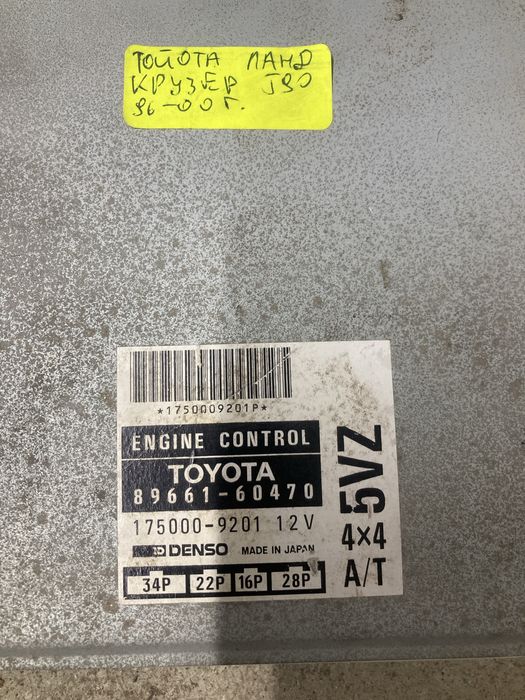 ТОЙОТА ЛАНД
КРУЗЕР J90
96-00г.
*1750009201P*
ENGINE CONTROL
TOYOTA
89661-60470
175000-9201 12V
DENSO MADE IN JAPAN
34P 22P 16P 28P
5VZ
4×4
A/T